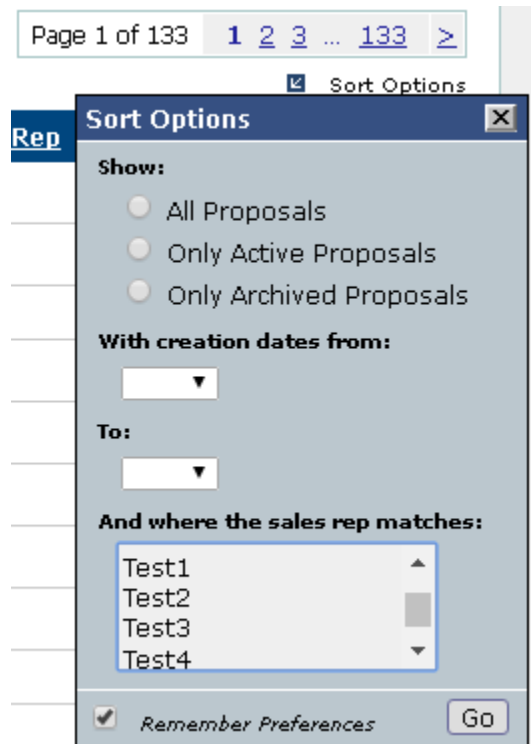 Page 1 of 133 1 2 3 ... 133 >
Sort Options
Rep
Sort Options
Show:
All Proposals
Only Active Proposals
Only Archived Proposals
With creation dates from:
To:
And where the sales rep matches:
Test1
Test2
Test3
Test4
Remember Preferences Go